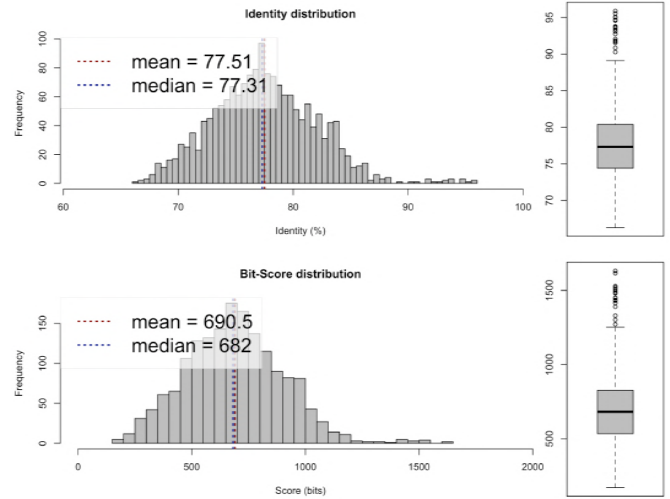 Identity distribution
mean = 77.51
median = 77.31
Frequency
0
20
40
60
80
100
60
70
80
90
100
Identity (%)
70
75
80
85
90
95
Bit-Score distribution
mean = 690.5
median = 682
Frequency
0
50
100
150
0
500
1000
1500
2000
Score (bits)
500
1000
1500